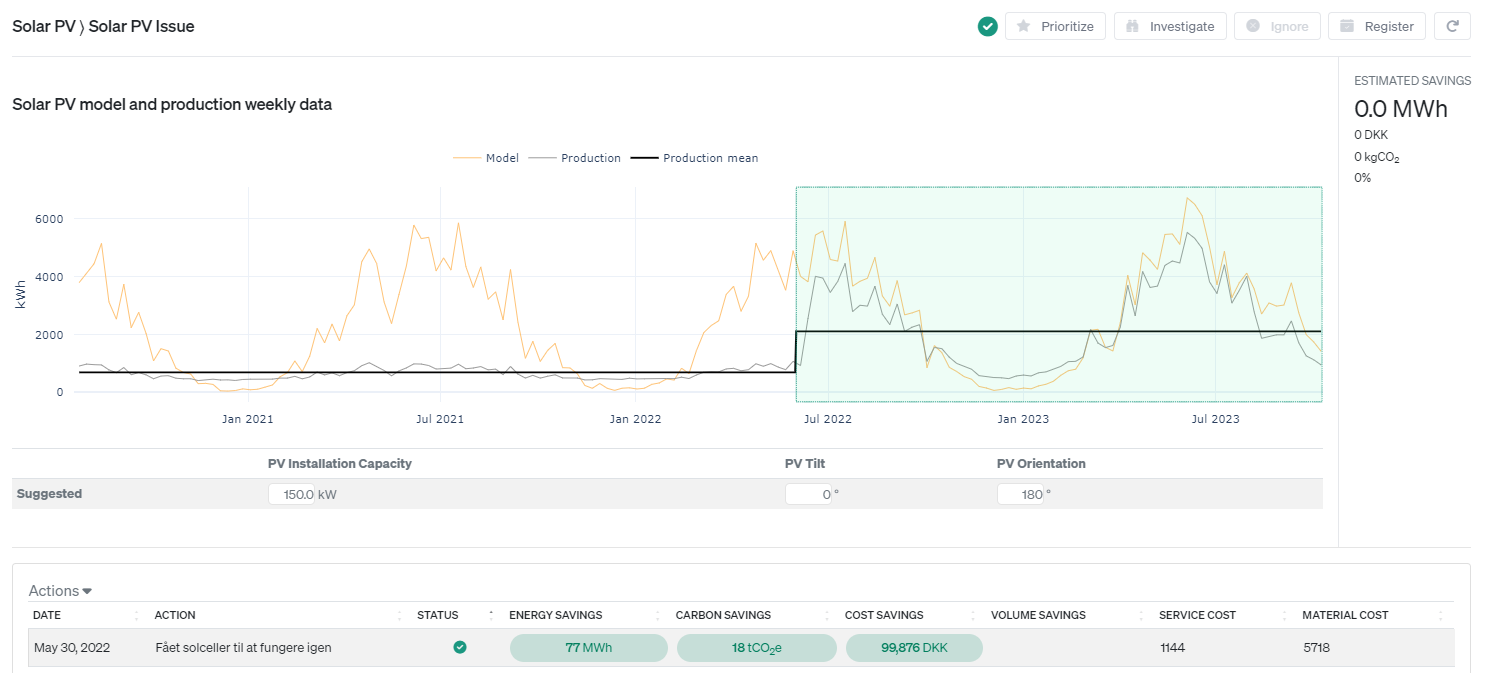 Solar PV ⟩ Solar PV Issue
Prioritize
Investigate
Ignore
Register
ESTIMATED SAVINGS
0.0 MWh
0 DKK
0 kgCO₂
0%
Solar PV model and production weekly data
Model Production Production mean
kWh
6000
4000
2000
0
Jan 2021 Jul 2021 Jan 2022 Jul 2022 Jan 2023 Jul 2023
PV Installation Capacity PV Tilt PV Orientation
Suggested 150.0 kW 0 ° 180 °
Actions
DATE ACTION STATUS ENERGY SAVINGS CARBON SAVINGS COST SAVINGS VOLUME SAVINGS SERVICE COST MATERIAL COST
May 30, 2022 Fået solceller til at fungere igen 77 MWh 18 tCO₂e 99,876 DKK 1144 5718